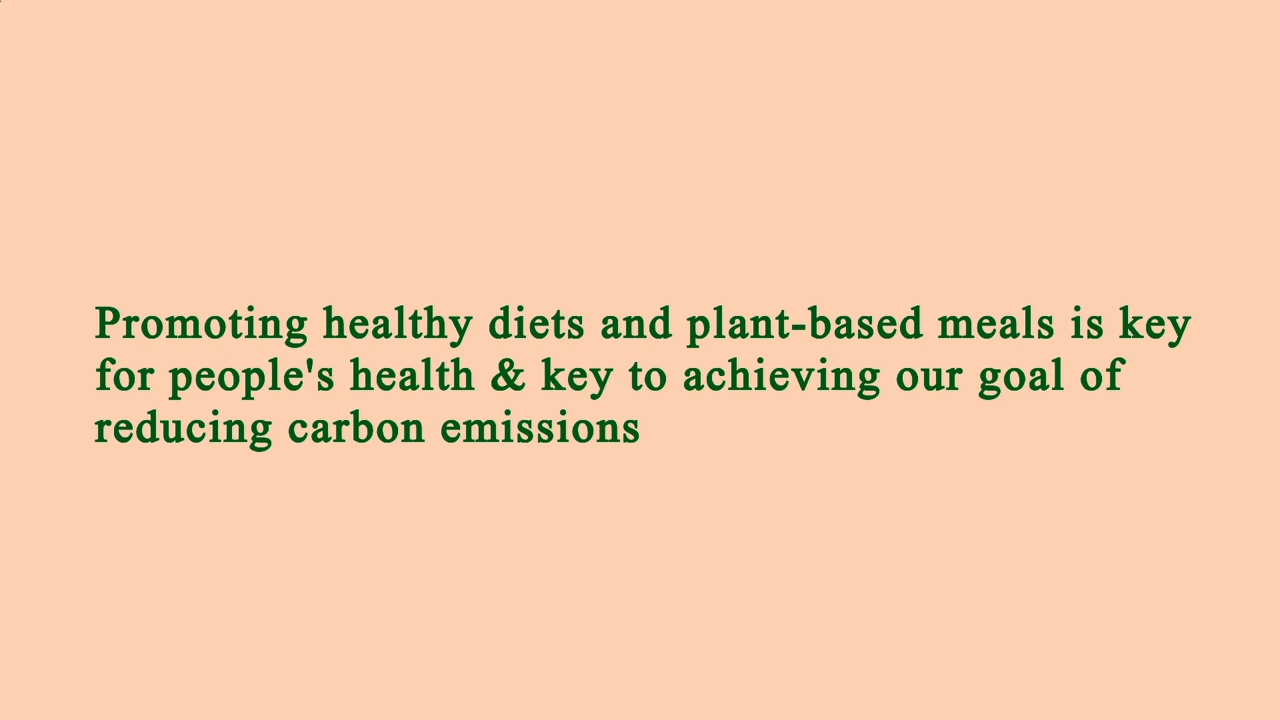 Promoting healthy diets and plant-based meals is key
for people's health & key to achieving our goal of
reducing carbon emissions